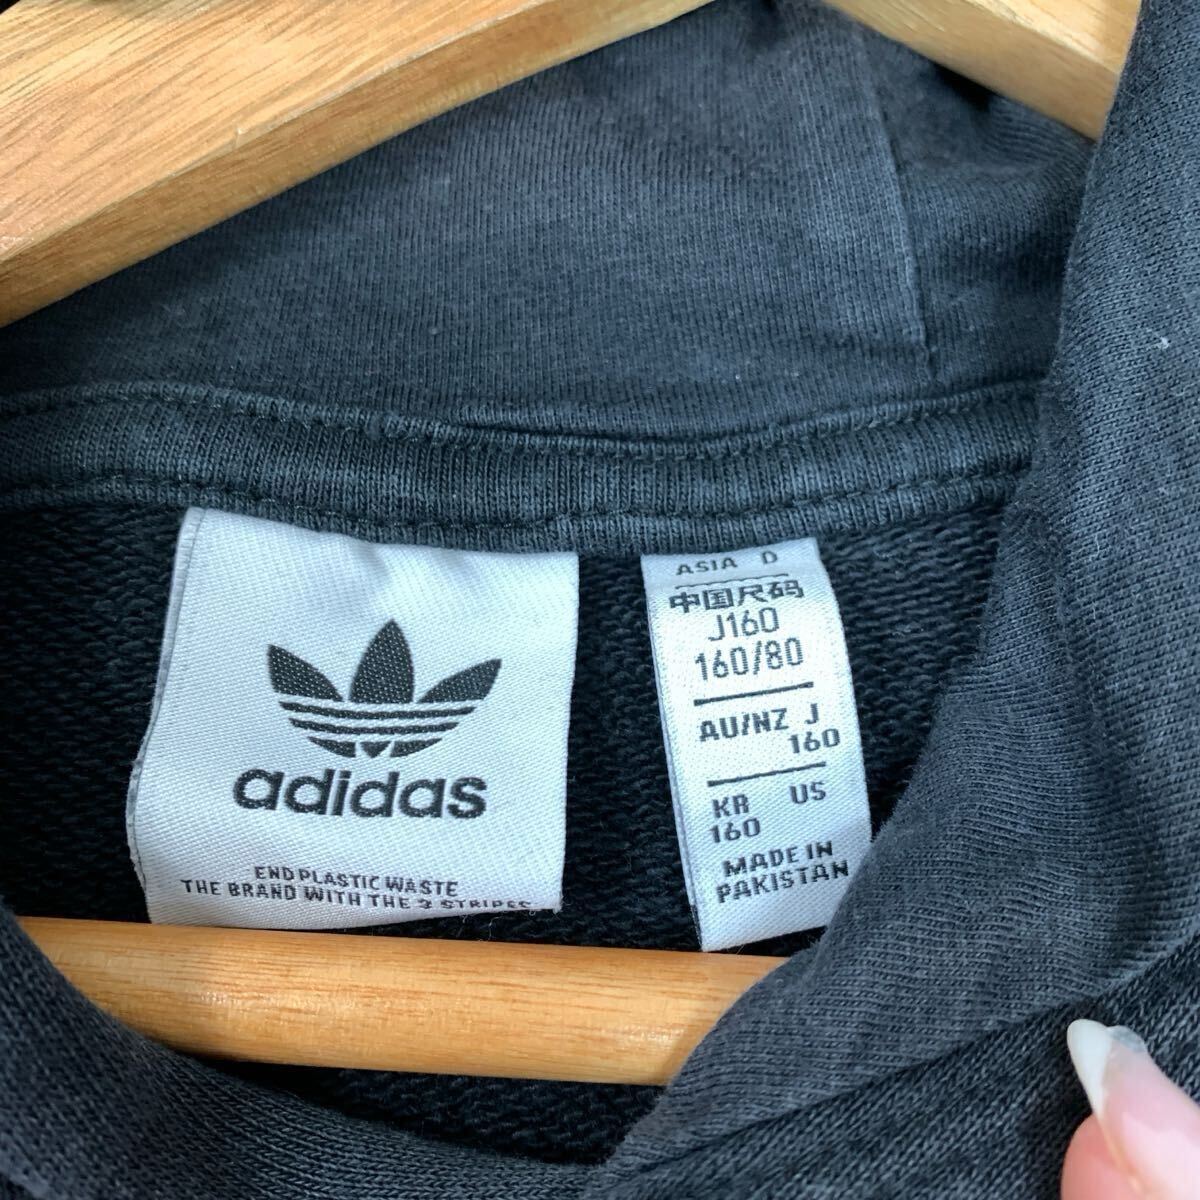 adidas
END PLASTIC WASTE
THE BRAND WITH THE 3 STRIPES
ASIA D
中国尺码
J160
160/80
AU/NZ J
160
KR US
160
MADE IN
PAKISTAN